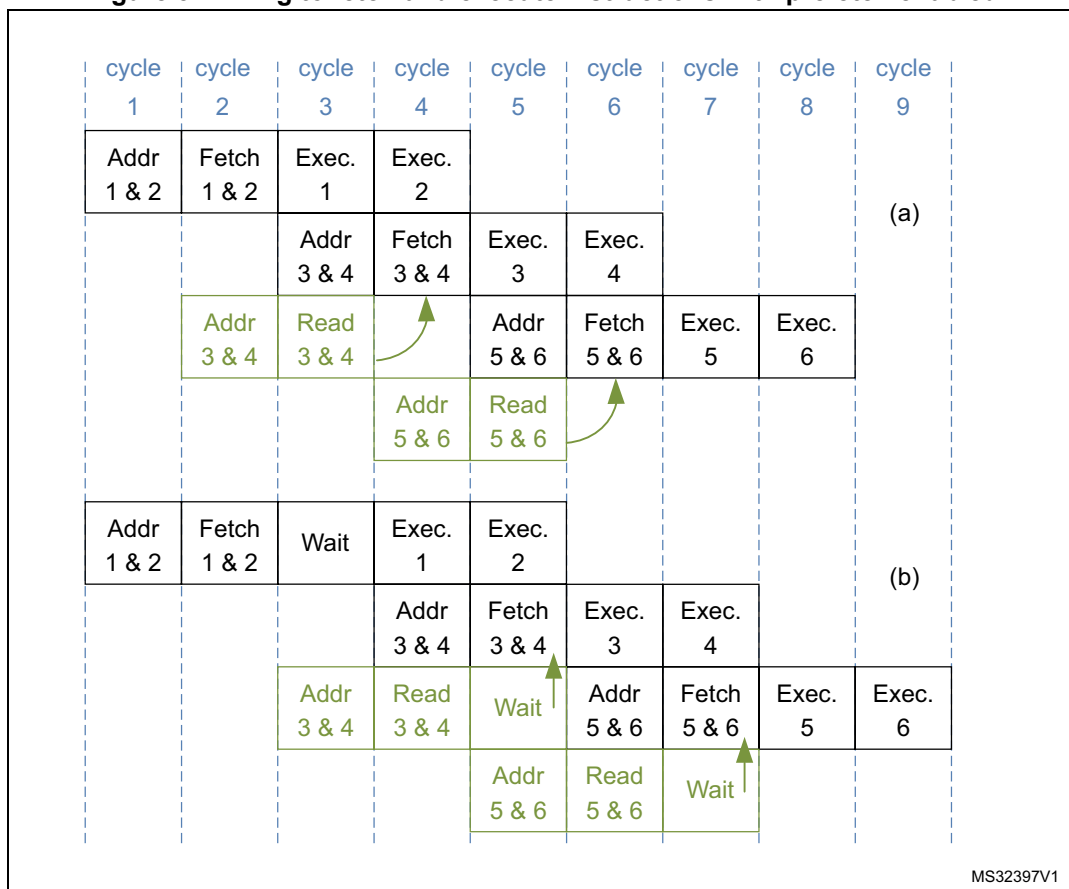 cycle cycle cycle cycle cycle cycle cycle cycle cycle
1 2 3 4 5 6 7 8 9
Addr Fetch Exec. Exec.
1 & 2 1 & 2 1 2
(a)
Addr Fetch Exec. Exec.
3 & 4 3 & 4 3 4
Addr Read Addr Fetch Exec. Exec.
3 & 4 3 & 4 5 & 6 5 & 6 5 6
Addr Read
5 & 6 5 & 6
Addr Fetch Wait Exec. Exec.
1 & 2 1 & 2 1 2
(b)
Addr Fetch Exec. Exec.
3 & 4 3 & 4 3 4
Addr Read Wait Addr Fetch Exec. Exec.
3 & 4 3 & 4 5 & 6 5 & 6 5 6
Addr Read Wait
5 & 6 5 & 6
MS32397V1